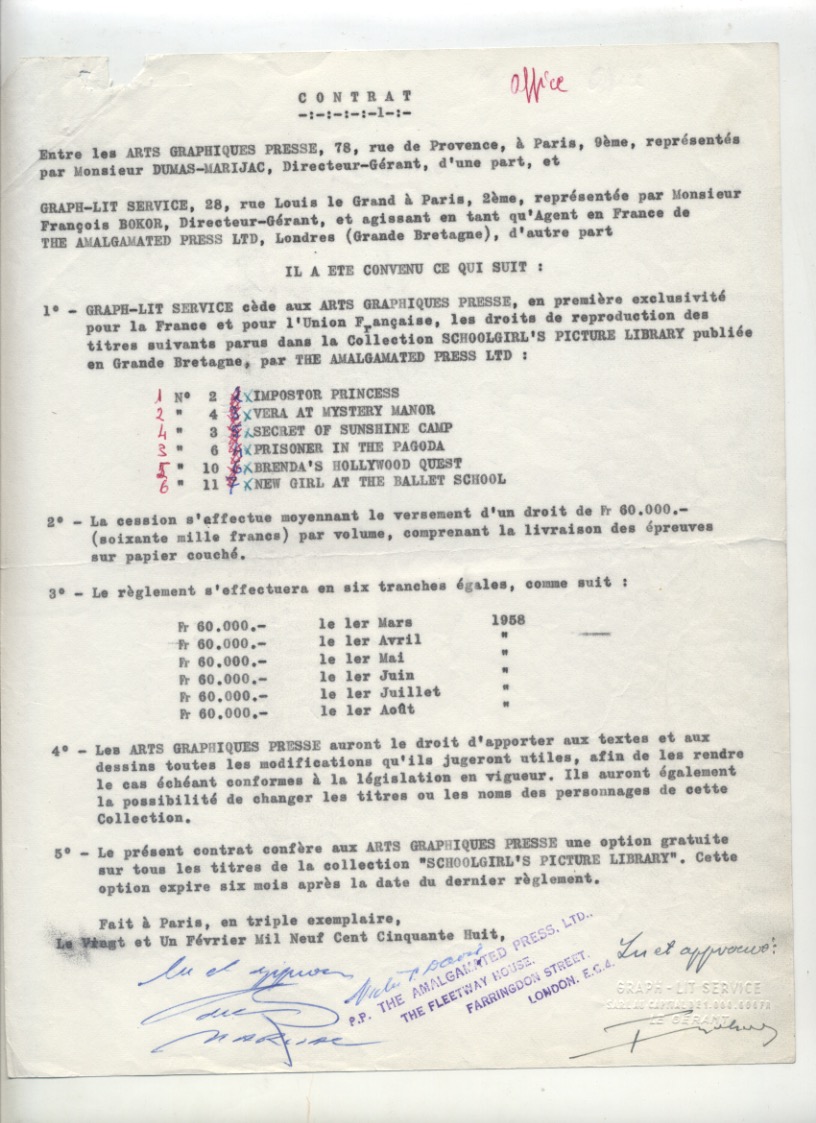 Office
CONTRAT
-:-:-:-:-l-:-
Entre les ARTS GRAPHIQUES PRESSE, 78, rue de Provence, à Paris, 9ème, représentés
par Monsieur DUMAS-MARIJAC, Directeur-Gérant, d'une part, et
GRAPH-LIT SERVICE, 28, rue Louis le Grand à Paris, 2ème, représentée par Monsieur
François BOKOR, Directeur-Gérant, et agissant en tant qu'Agent en France de
THE AMALGAMATED PRESS LTD, Londres (Grande Bretagne), d'autre part
IL A ETE CONVENU CE QUI SUIT :
1° - GRAPH-LIT SERVICE cède aux ARTS GRAPHIQUES PRESSE, en première exclusivité
pour la France et pour l'Union Française, les droits de reproduction des
titres suivants parus dans la Collection SCHOOLGIRL'S PICTURE LIBRARY publiée
en Grande Bretagne, par THE AMALGAMATED PRESS LTD :
1 N° 2 x IMPOSTOR PRINCESS
2 " 4 x VERA AT MYSTERY MANOR
4 " 3 x SECRET OF SUNSHINE CAMP
3 " 6 x PRISONER IN THE PAGODA
5 " 10 x BRENDA'S HOLLYWOOD QUEST
6 " 11 7 x NEW GIRL AT THE BALLET SCHOOL
2° - La cession s'effectue moyennant le versement d'un droit de Fr 60.000.-
(soixante mille francs) par volume, comprenant la livraison des épreuves
sur papier couché.
3° - Le règlement s'effectuera en six tranches égales, comme suit :
Fr 60.000.- le 1er Mars 1958
Fr 60.000.- le 1er Avril "
Fr 60.000.- le 1er Mai "
Fr 60.000.- le 1er Juin "
Fr 60.000.- le 1er Juillet "
Fr 60.000.- le 1er Août "
4° - Les ARTS GRAPHIQUES PRESSE auront le droit d'apporter aux textes et aux
dessins toutes les modifications qu'ils jugeront utiles, afin de les rendre
le cas échéant conformes à la législation en vigueur. Ils auront également
la possibilité de changer les titres ou les noms des personnages de cette
Collection.
5° - Le présent contrat confère aux ARTS GRAPHIQUES PRESSE une option gratuite
sur tous les titres de la collection "SCHOOLGIRL'S PICTURE LIBRARY". Cette
option expire six mois après la date du dernier règlement.
Fait à Paris, en triple exemplaire,
Le Vingt et Un Février Mil Neuf Cent Cinquante Huit,
Lu et approuvé
MARIJAC
P.P. THE AMALGAMATED PRESS, LTD.,
THE FLEETWAY HOUSE,
FARRINGDON STREET,
LONDON, E.C.4.
Lu et approuvé:
GRAPH-LIT SERVICE
LE GÉRANT